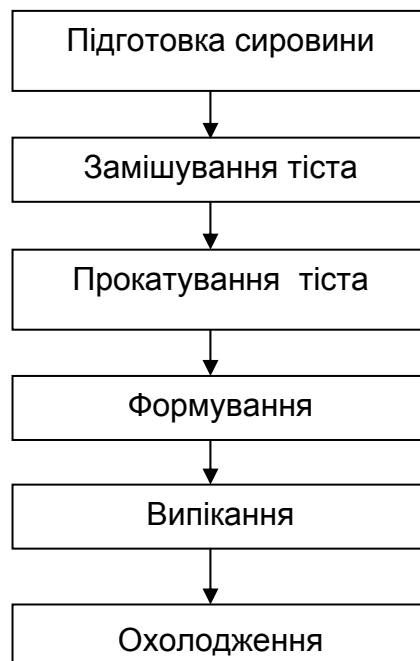 Підготовка сировини
Замішування тіста
Прокатування тіста
Формування
Випікання
Охолодження